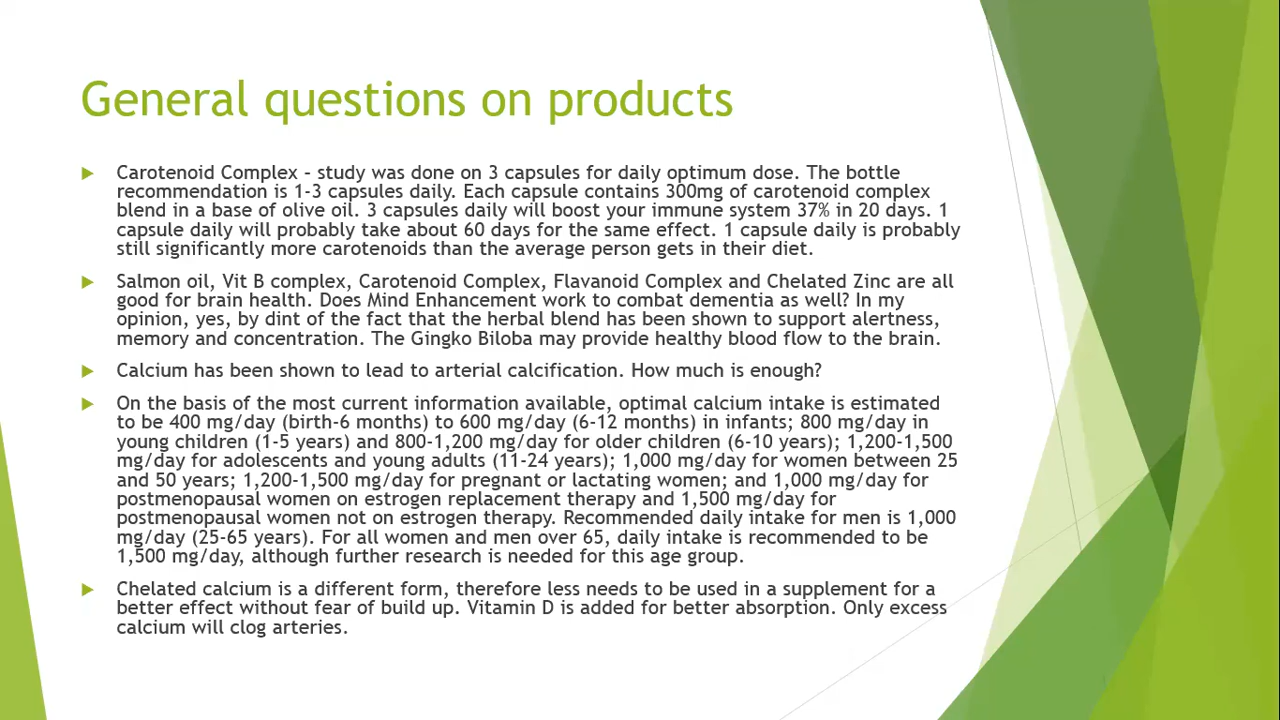 General questions on products
Carotenoid Complex – study was done on 3 capsules for daily optimum dose. The bottle
recommendation is 1-3 capsules daily. Each capsule contains 300mg of carotenoid complex
blend in a base of olive oil. 3 capsules daily will boost your immune system 37% in 20 days. 1
capsule daily will probably take about 60 days for the same effect. 1 capsule daily is probably
still significantly more carotenoids than the average person gets in their diet.
Salmon oil, Vit B complex, Carotenoid Complex, Flavanoid Complex and Chelated Zinc are all
good for brain health. Does Mind Enhancement work to combat dementia as well? In my
opinion, yes, by dint of the fact that the herbal blend has been shown to support alertness,
memory and concentration. The Gingko Biloba may provide healthy blood flow to the brain.
Calcium has been shown to lead to arterial calcification. How much is enough?
On the basis of the most current information available, optimal calcium intake is estimated
to be 400 mg/day (birth-6 months) to 600 mg/day (6-12 months) in infants; 800 mg/day in
young children (1-5 years) and 800-1,200 mg/day for older children (6-10 years); 1,200-1,500
mg/day for adolescents and young adults (11-24 years); 1,000 mg/day for women between 25
and 50 years; 1,200-1,500 mg/day for pregnant or lactating women; and 1,000 mg/day for
postmenopausal women on estrogen replacement therapy and 1,500 mg/day for
postmenopausal women not on estrogen therapy. Recommended daily intake for men is 1,000
mg/day (25-65 years). For all women and men over 65, daily intake is recommended to be
1,500 mg/day, although further research is needed for this age group.
Chelated calcium is a different form, therefore less needs to be used in a supplement for a
better effect without fear of build up. Vitamin D is added for better absorption. Only excess
calcium will clog arteries.